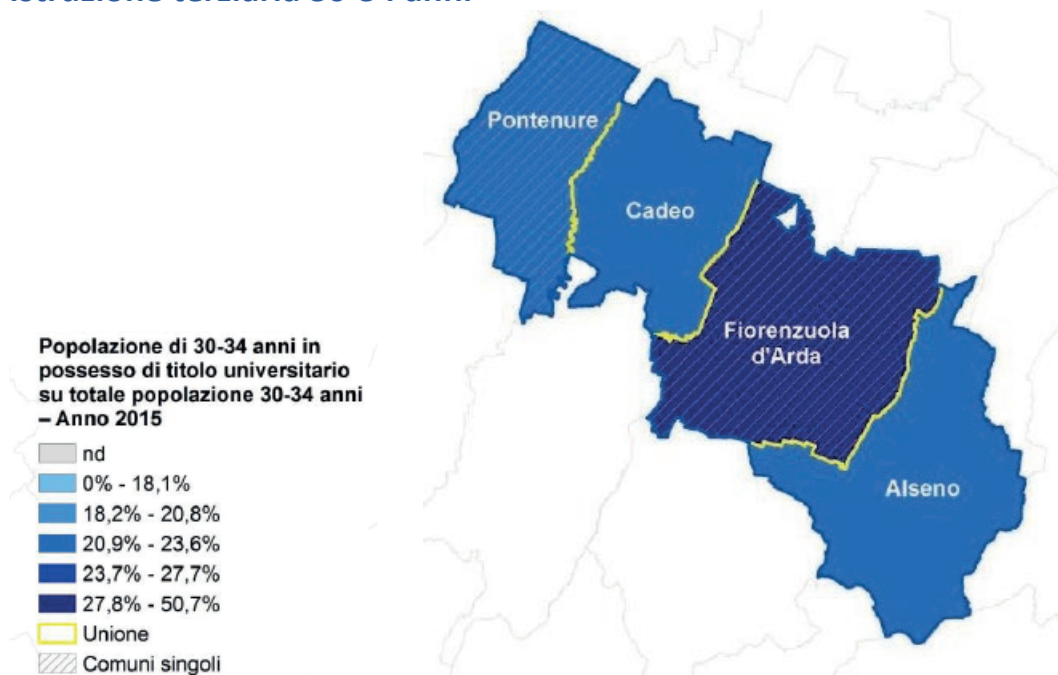 Pontenure
Cadeo
Fiorenzuola
d'Arda
Alseno
Popolazione di 30-34 anni in
possesso di titolo universitario
su totale popolazione 30-34 anni
– Anno 2015
nd
0% - 18,1%
18,2% - 20,8%
20,9% - 23,6%
23,7% - 27,7%
27,8% - 50,7%
Unione
Comuni singoli